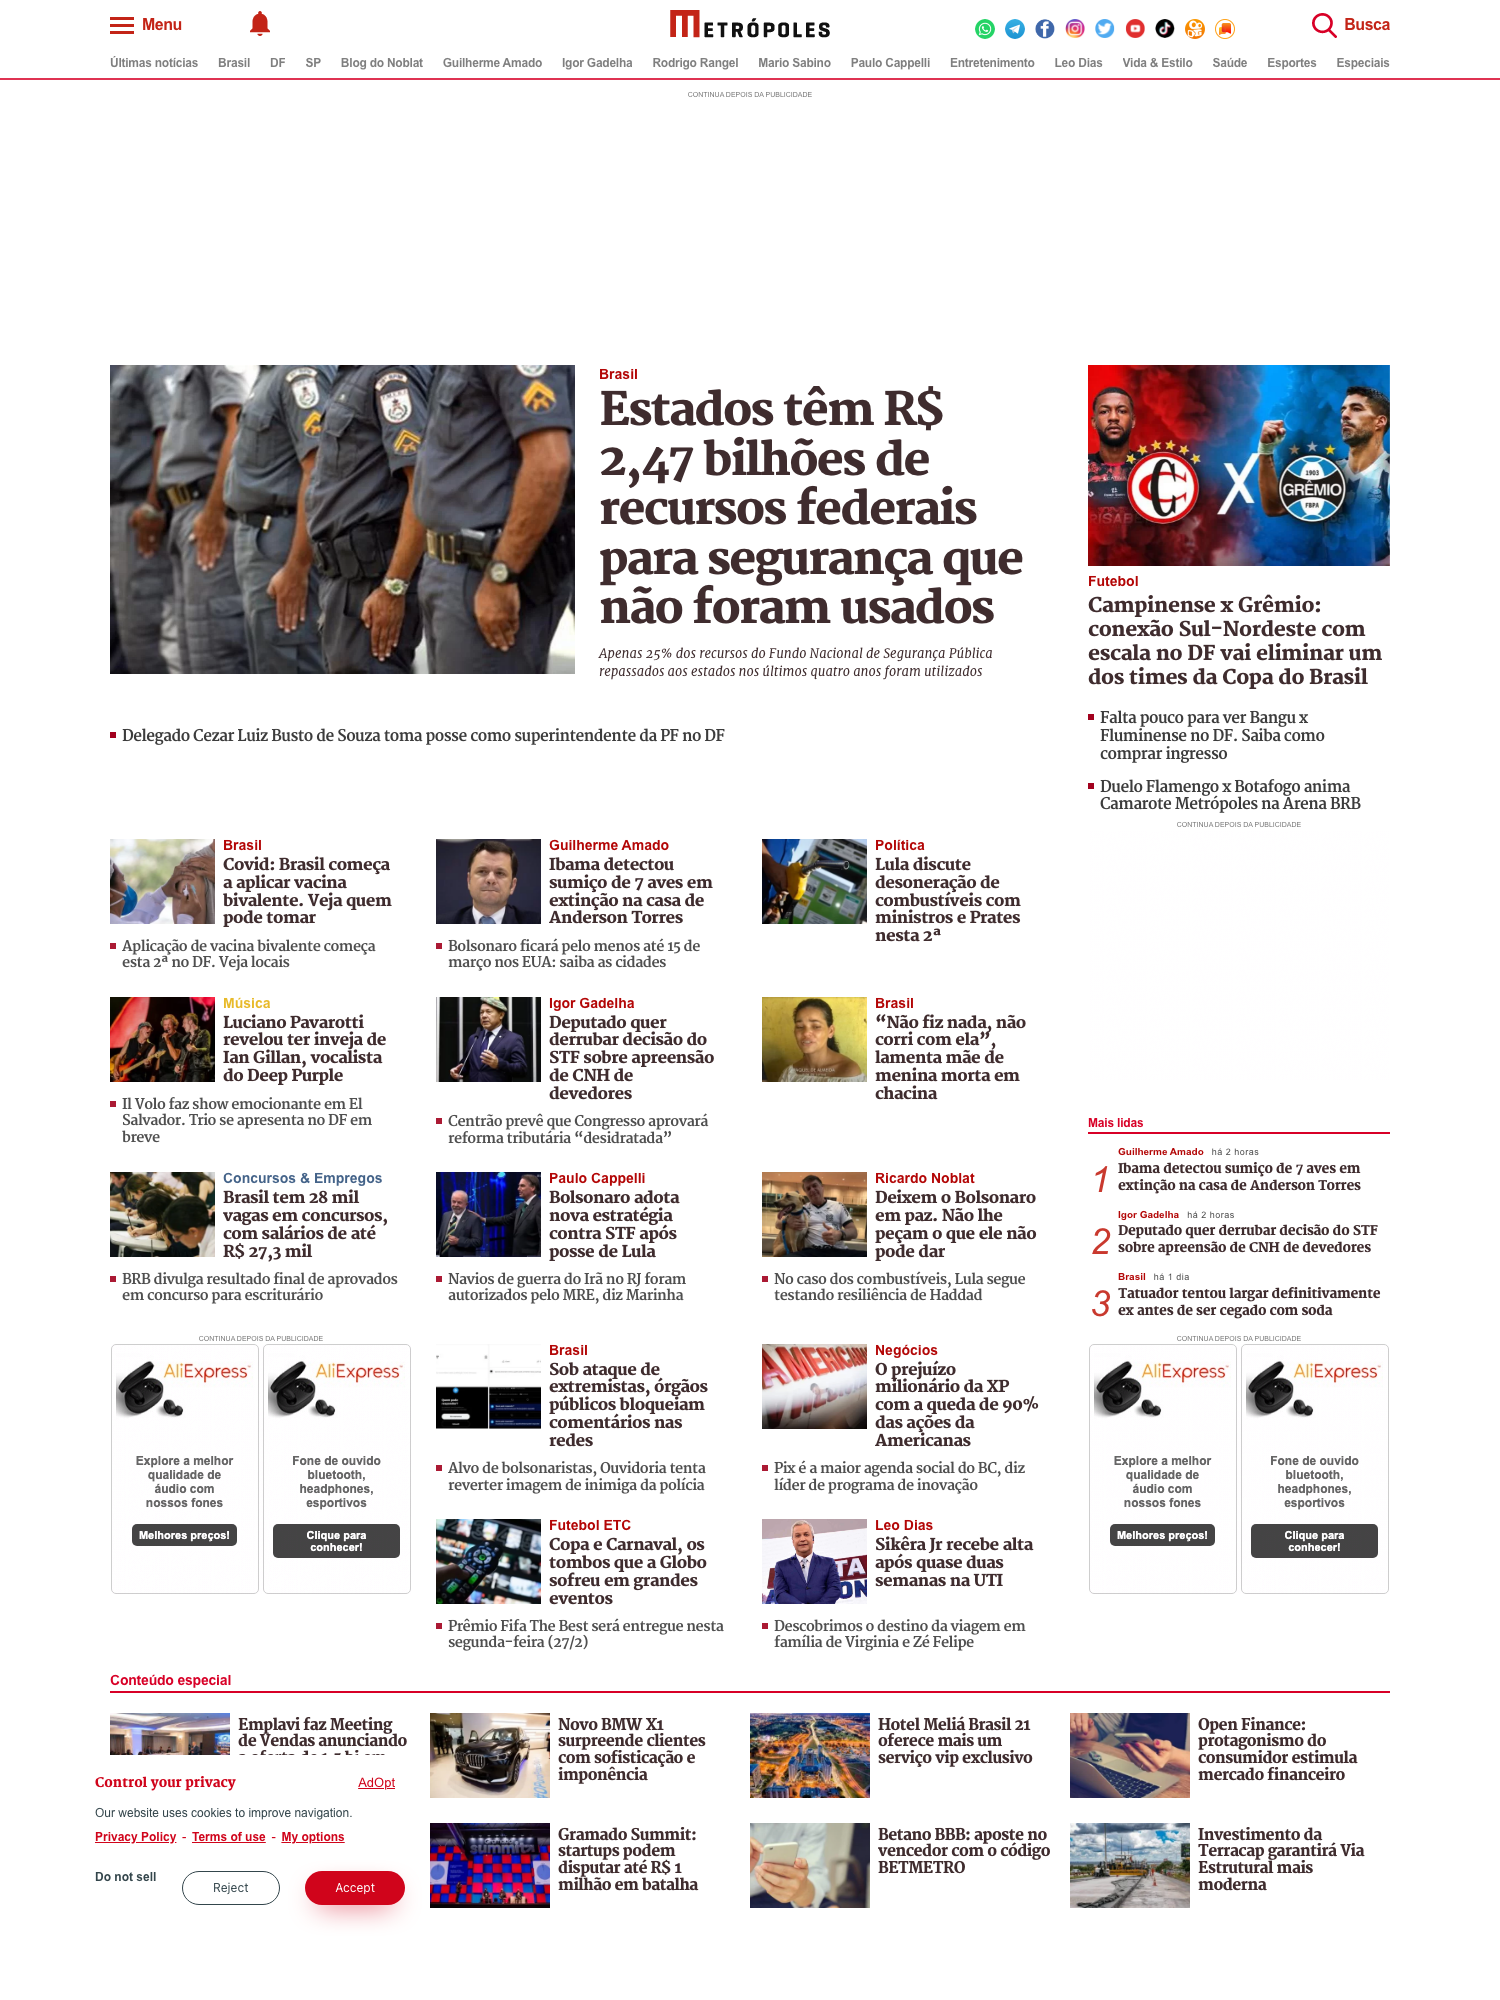 Menu
METRÓPOLES
Busca
Últimas notícias Brasil DF SP Blog do Noblat Guilherme Amado Igor Gadelha Rodrigo Rangel Mario Sabino Paulo Cappelli Entretenimento Leo Dias Vida & Estilo Saúde Esportes Especiais
CONTINUA DEPOIS DA PUBLICIDADE
Brasil
Estados têm R$
2,47 bilhões de
recursos federais
para segurança que
não foram usados
Apenas 25% dos recursos do Fundo Nacional de Segurança Pública
repassados aos estados nos últimos quatro anos foram utilizados
Delegado Cezar Luiz Busto de Souza toma posse como superintendente da PF no DF
X
1903
GRÊMIO
FBPA
Futebol
Campinense x Grêmio:
conexão Sul-Nordeste com
escala no DF vai eliminar um
dos times da Copa do Brasil
Falta pouco para ver Bangu x
Fluminense no DF. Saiba como
comprar ingresso
Duelo Flamengo x Botafogo anima
Camarote Metrópoles na Arena BRB
CONTINUA DEPOIS DA PUBLICIDADE
Brasil
Covid: Brasil começa
a aplicar vacina
bivalente. Veja quem
pode tomar
Aplicação de vacina bivalente começa
esta 2ª no DF. Veja locais
Guilherme Amado
Ibama detectou
sumiço de 7 aves em
extinção na casa de
Anderson Torres
Bolsonaro ficará pelo menos até 15 de
março nos EUA: saiba as cidades
Política
Lula discute
desoneração de
combustíveis com
ministros e Prates
nesta 2ª
Música
Luciano Pavarotti
revelou ter inveja de
Ian Gillan, vocalista
do Deep Purple
Il Volo faz show emocionante em El
Salvador. Trio se apresenta no DF em
breve
Igor Gadelha
Deputado quer
derrubar decisão do
STF sobre apreensão
de CNH de
devedores
Centrão prevê que Congresso aprovará
reforma tributária “desidratada”
Brasil
“Não fiz nada, não
corri com ela”,
lamenta mãe de
menina morta em
chacina
Mais lidas
Guilherme Amado há 2 horas
1 Ibama detectou sumiço de 7 aves em
extinção na casa de Anderson Torres
Igor Gadelha há 2 horas
2 Deputado quer derrubar decisão do STF
sobre apreensão de CNH de devedores
Brasil há 1 dia
3 Tatuador tentou largar definitivamente
ex antes de ser cegado com soda
Concursos & Empregos
Brasil tem 28 mil
vagas em concursos,
com salários de até
R$ 27,3 mil
BRB divulga resultado final de aprovados
em concurso para escriturário
Paulo Cappelli
Bolsonaro adota
nova estratégia
contra STF após
posse de Lula
Navios de guerra do Irã no RJ foram
autorizados pelo MRE, diz Marinha
Ricardo Noblat
Deixem o Bolsonaro
em paz. Não lhe
peçam o que ele não
pode dar
No caso dos combustíveis, Lula segue
testando resiliência de Haddad
CONTINUA DEPOIS DA PUBLICIDADE
AliExpress
Explore a melhor
qualidade de
áudio com
nossos fones
Melhores preços!
AliExpress
Fone de ouvido
bluetooth,
headphones,
esportivos
Clique para
conhecer!
Brasil
Sob ataque de
extremistas, órgãos
públicos bloqueiam
comentários nas
redes
Alvo de bolsonaristas, Ouvidoria tenta
reverter imagem de inimiga da polícia
AMERICAN
Negócios
O prejuízo
milionário da XP
com a queda de 90%
das ações da
Americanas
Pix é a maior agenda social do BC, diz
líder de programa de inovação
CONTINUA DEPOIS DA PUBLICIDADE
AliExpress
Explore a melhor
qualidade de
áudio com
nossos fones
Melhores preços!
AliExpress
Fone de ouvido
bluetooth,
headphones,
esportivos
Clique para
conhecer!
Futebol ETC
Copa e Carnaval, os
tombos que a Globo
sofreu em grandes
eventos
Prêmio Fifa The Best será entregue nesta
segunda-feira (27/2)
Leo Dias
Sikêra Jr recebe alta
após quase duas
semanas na UTI
Descobrimos o destino da viagem em
família de Virginia e Zé Felipe
Conteúdo especial
Emplavi faz Meeting
de Vendas anunciando
Novo BMW X1
surpreende clientes
com sofisticação e
imponência
Hotel Meliá Brasil 21
oferece mais um
serviço vip exclusivo
Open Finance:
protagonismo do
consumidor estimula
mercado financeiro
summit
Gramado Summit:
startups podem
disputar até R$ 1
milhão em batalha
Betano BBB: aposte no
vencedor com o código
BETMETRO
Investimento da
Terracap garantirá Via
Estrutural mais
moderna
Control your privacy
AdOpt
Our website uses cookies to improve navigation.
Privacy Policy - Terms of use - My options
Do not sell
Reject
Accept